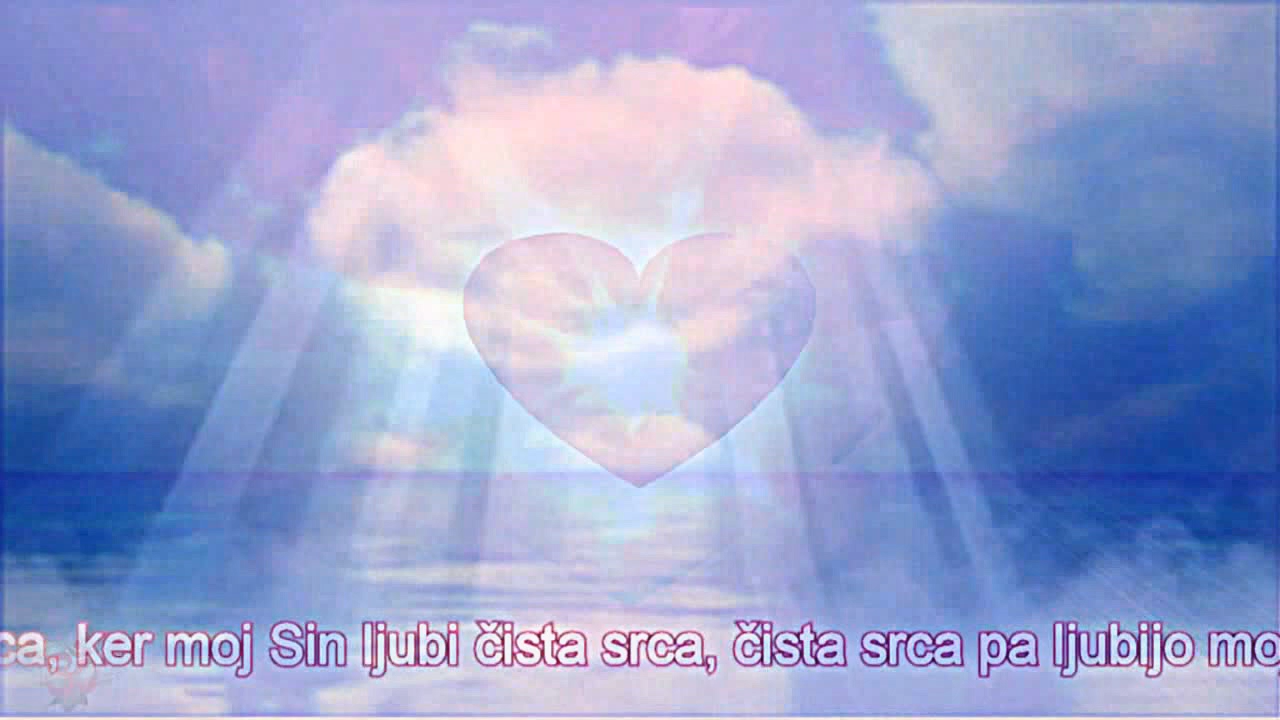 ca, ker moj Sin ljubi čista srca, čista srca pa ljubijo mo